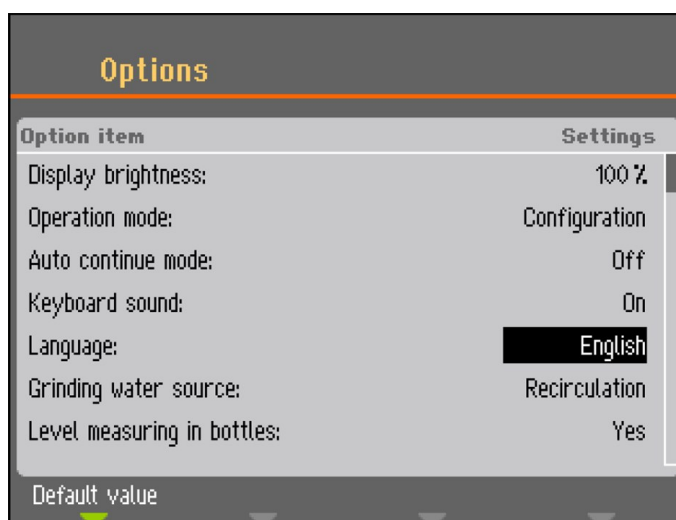 Options
Option item Settings
Display brightness: 100 %
Operation mode: Configuration
Auto continue mode: Off
Keyboard sound: On
Language: English
Grinding water source: Recirculation
Level measuring in bottles: Yes
Default value